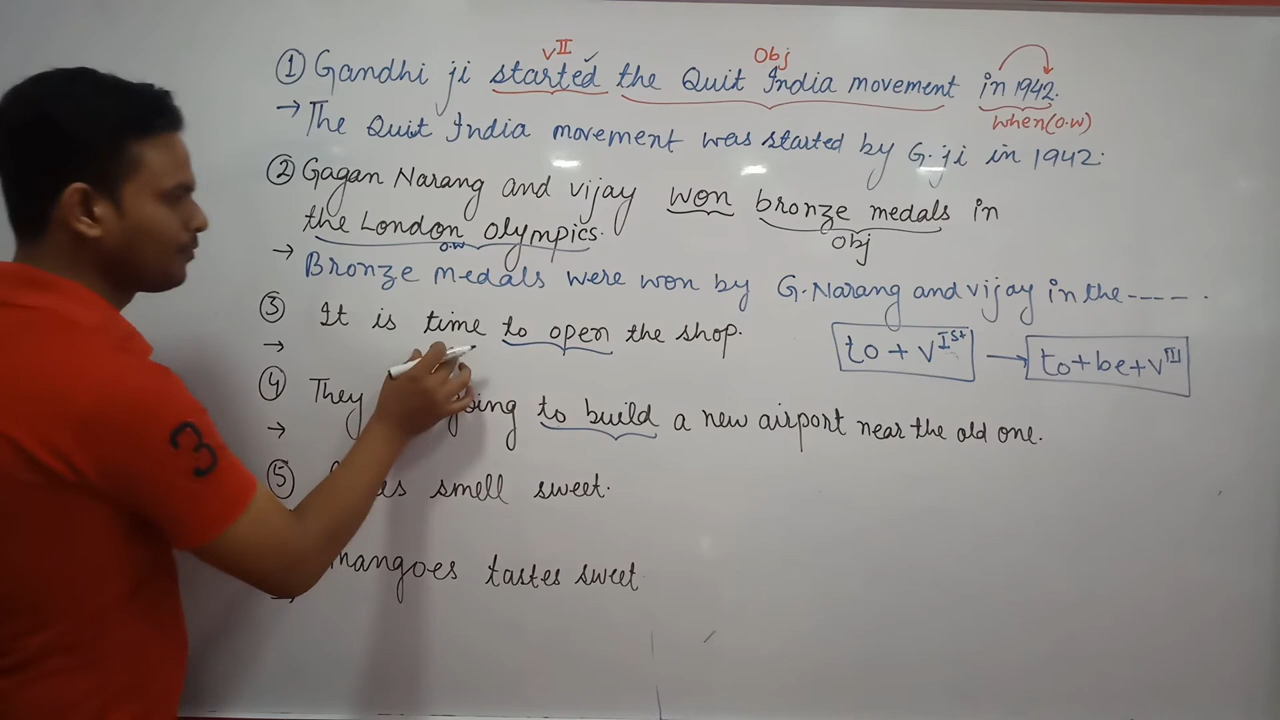 V II Obj
① Gandhi ji started the Quit India movement in 1942.
when (O.W)
→ The Quit India movement was started by G. ji in 1942.
② Gagan Narang and vijay won bronze medals in
the London olympics.
O.W Obj
→ Bronze medals were won by G. Narang and vijay in the ---- .
③ It is time to open the shop.
to + V Ist → to + be + V III
→
④ They going to build a new airport near the old one.
→
⑤ smell sweet.
mangoes tastes sweet
→
3